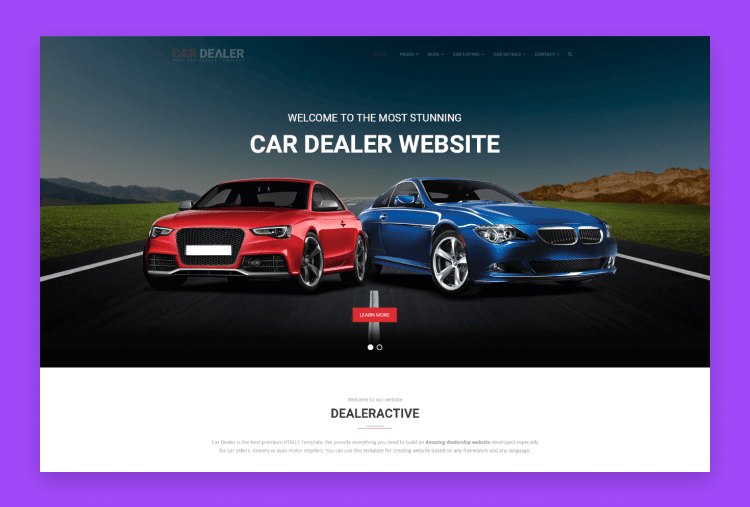 CAR DEALER
HOME PAGES BLOG CAR LISTING CAR DETAILS CONTACT
WELCOME TO THE MOST STUNNING
CAR DEALER WEBSITE
LEARN MORE
Welcome to our website
DEALERACTIVE
Car Dealer is the best premium HTML5 Template. We provide everything you need to build an Amazing dealership website developed especially
for car sellers, dealers or auto motor retailers. You can use this template for creating website based on any framework and any language.